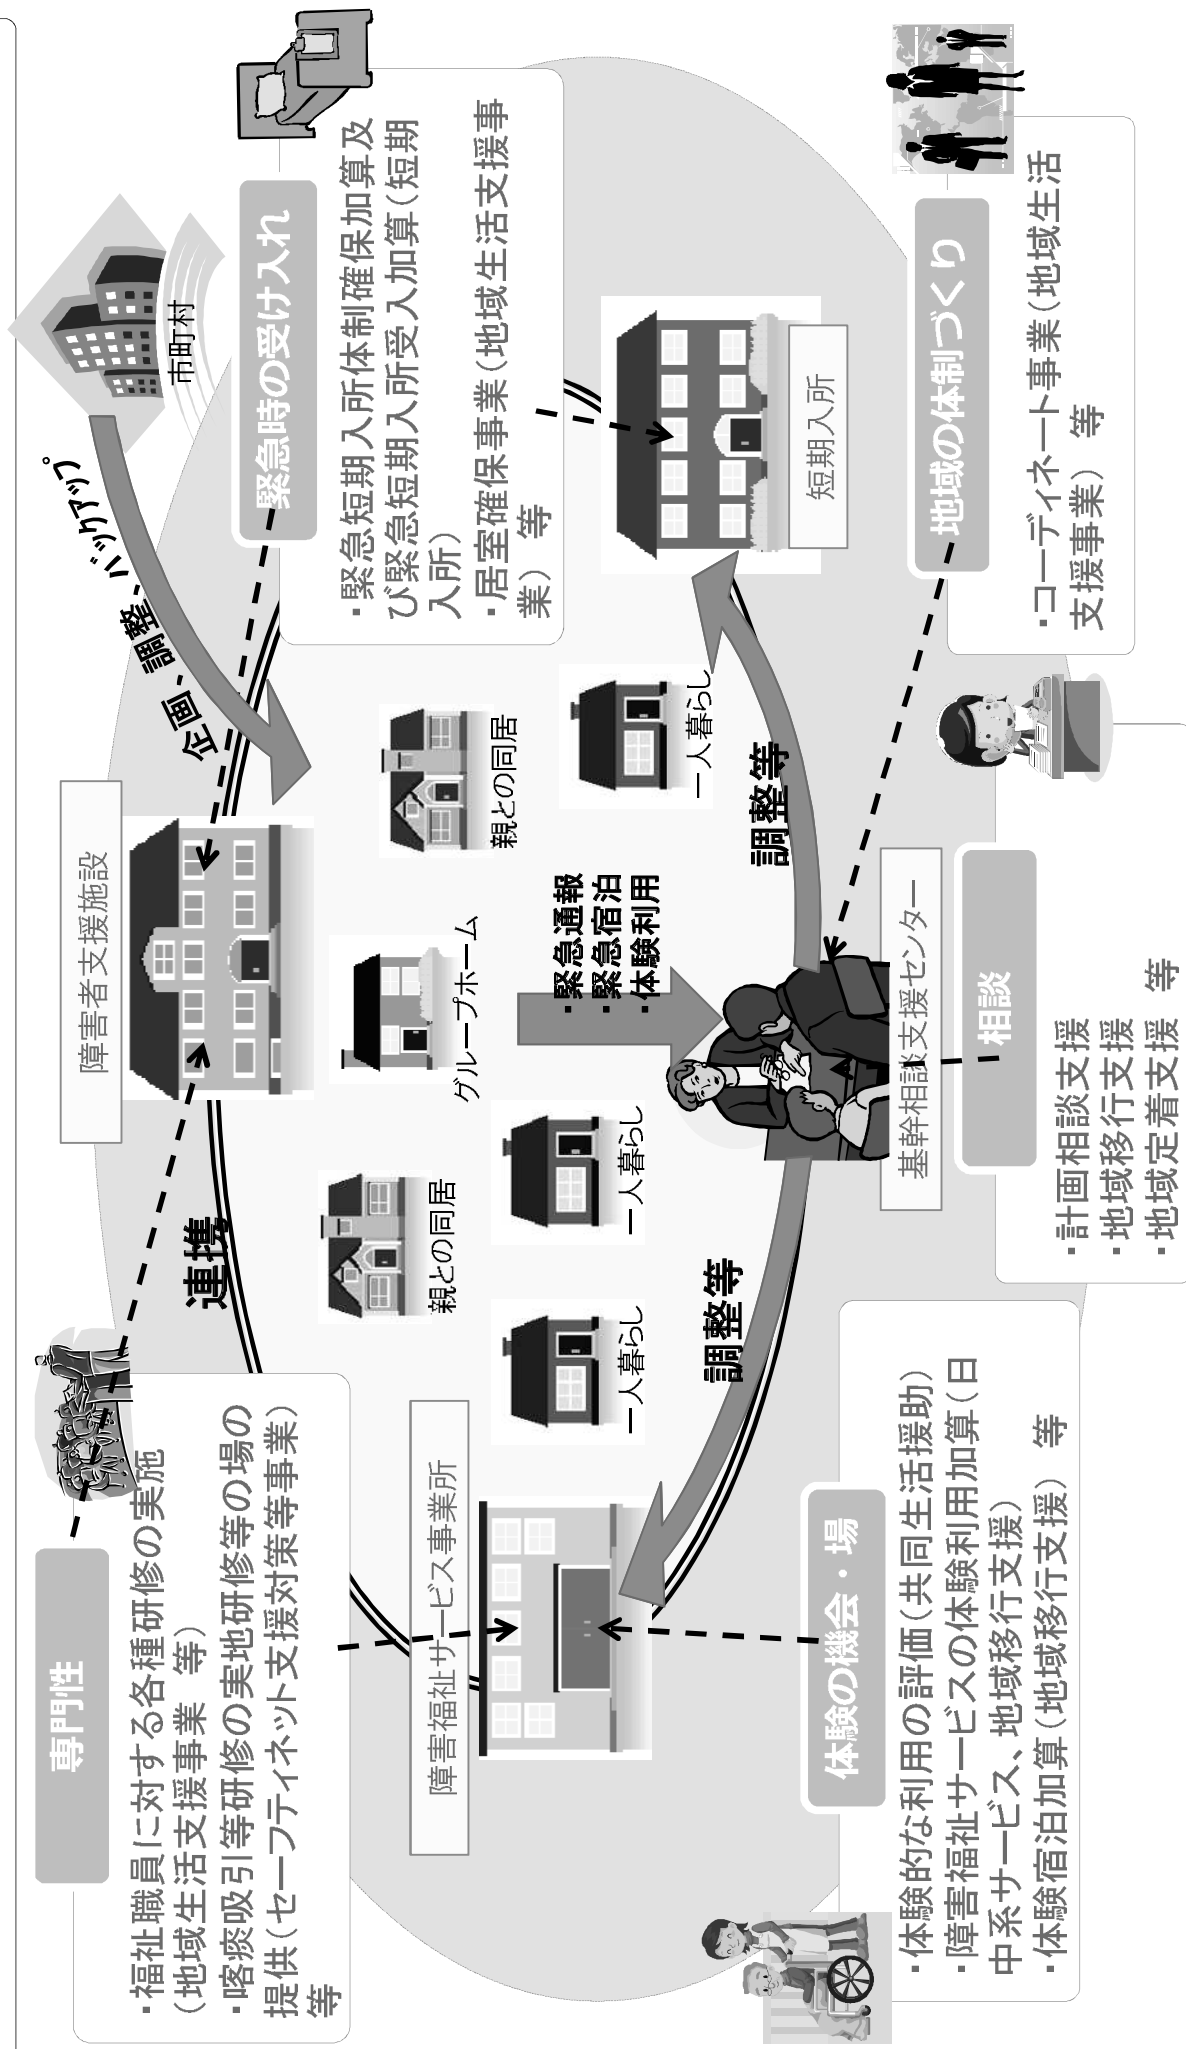 専門性
・福祉職員に対する各種研修の実施
(地域生活支援事業　等)
・喀痰吸引等研修の実地研修等の場の
提供(セーフティネット支援対策等事業)
等
連携
障害者支援施設
企画、調整、バックアップ
市町村
緊急時の受け入れ
・緊急短期入所体制確保加算及
び緊急短期入所受入加算(短期
入所)
・居室確保事業(地域生活支援事
業)　等
障害福祉サービス事業所
親との同居
グループホーム
親との同居
一人暮らし
一人暮らし
一人暮らし
・緊急通報
・緊急宿泊
・体験利用
短期入所
調整等
調整等
基幹相談支援センター
体験の機会・場
・体験的な利用の評価(共同生活援助)
・障害福祉サービスの体験利用加算(日
中系サービス、地域移行支援)
・体験宿泊加算(地域移行支援)　等
相談
・計画相談支援
・地域移行支援
・地域定着支援　等
地域の体制づくり
・コーディネート事業(地域生活
支援事業)　等